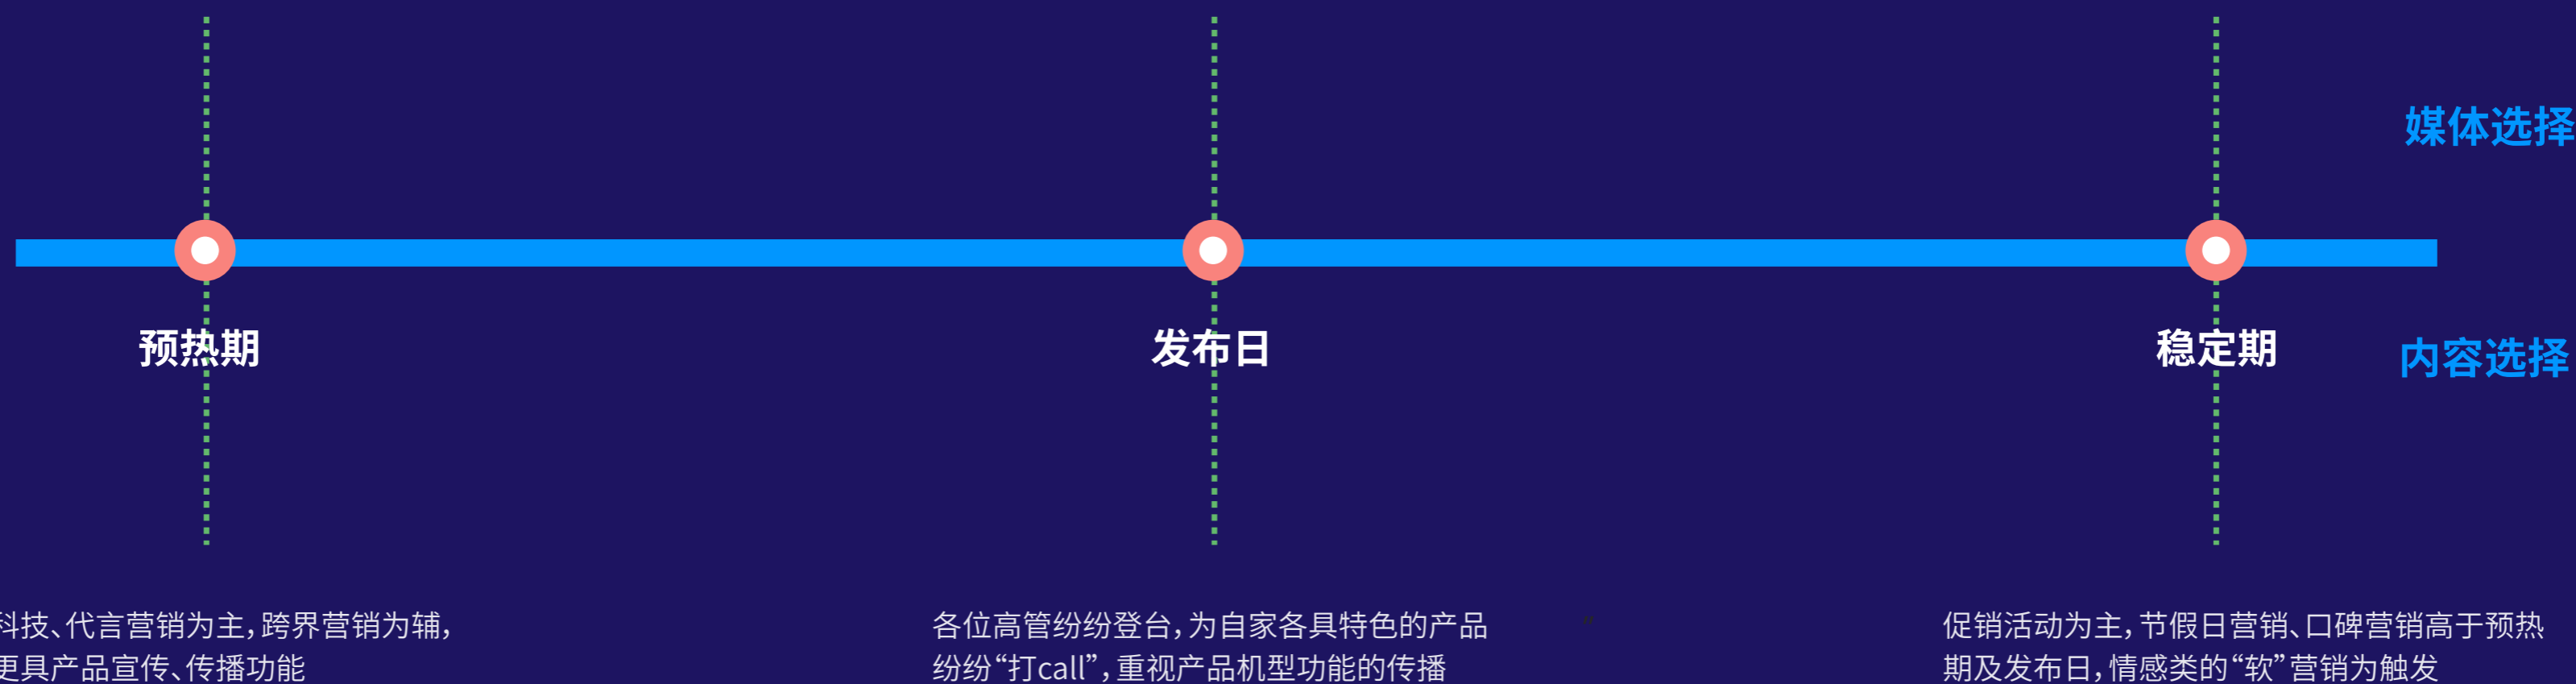 媒体选择
预热期
发布日
稳定期
内容选择
科技、代言营销为主，跨界营销为辅，
更具产品宣传、传播功能
各位高管纷纷登台，为自家各具特色的产品
纷纷“打call”，重视产品机型功能的传播
促销活动为主，节假日营销、口碑营销高于预热
期及发布日，情感类的“软”营销为触发